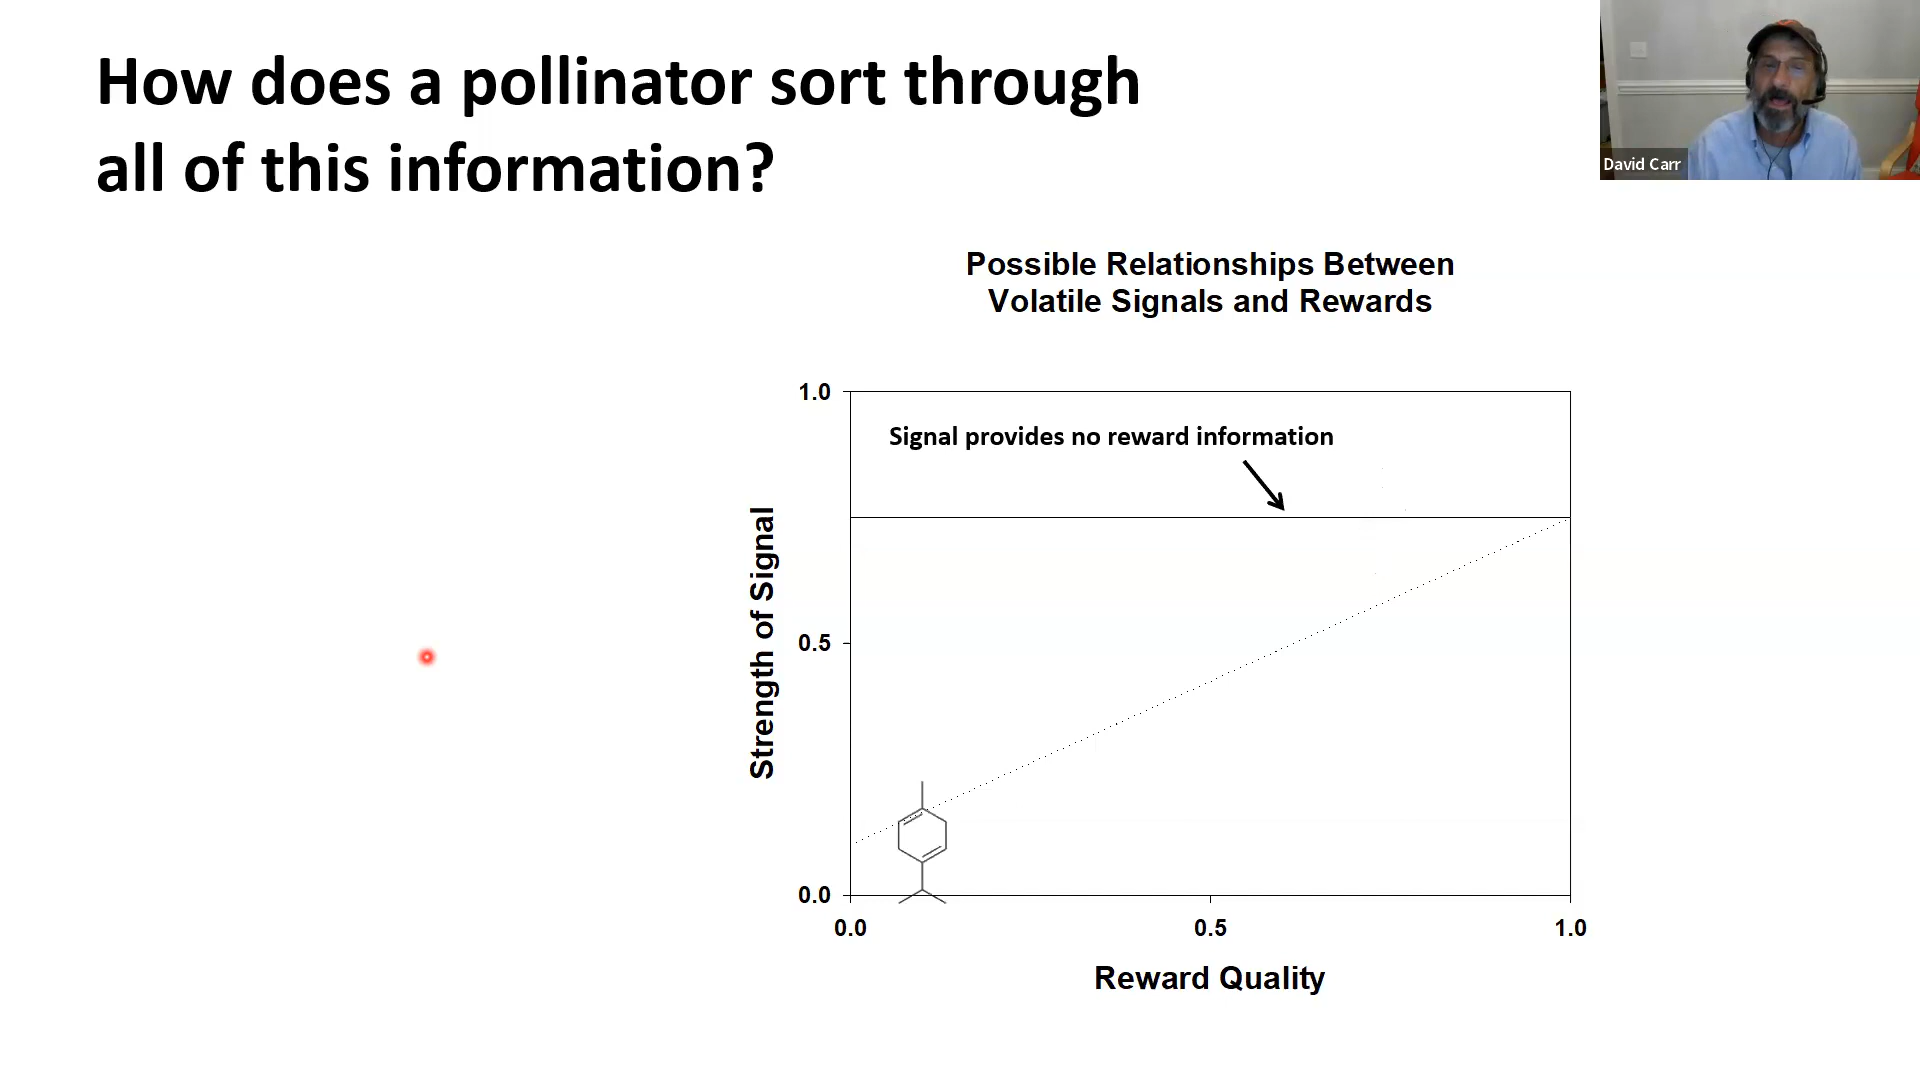 How does a pollinator sort through
all of this information?
David Carr
Possible Relationships Between
Volatile Signals and Rewards
1.0
Signal provides no reward information
Strength of Signal
0.5
0.0
0.0
0.5
1.0
Reward Quality